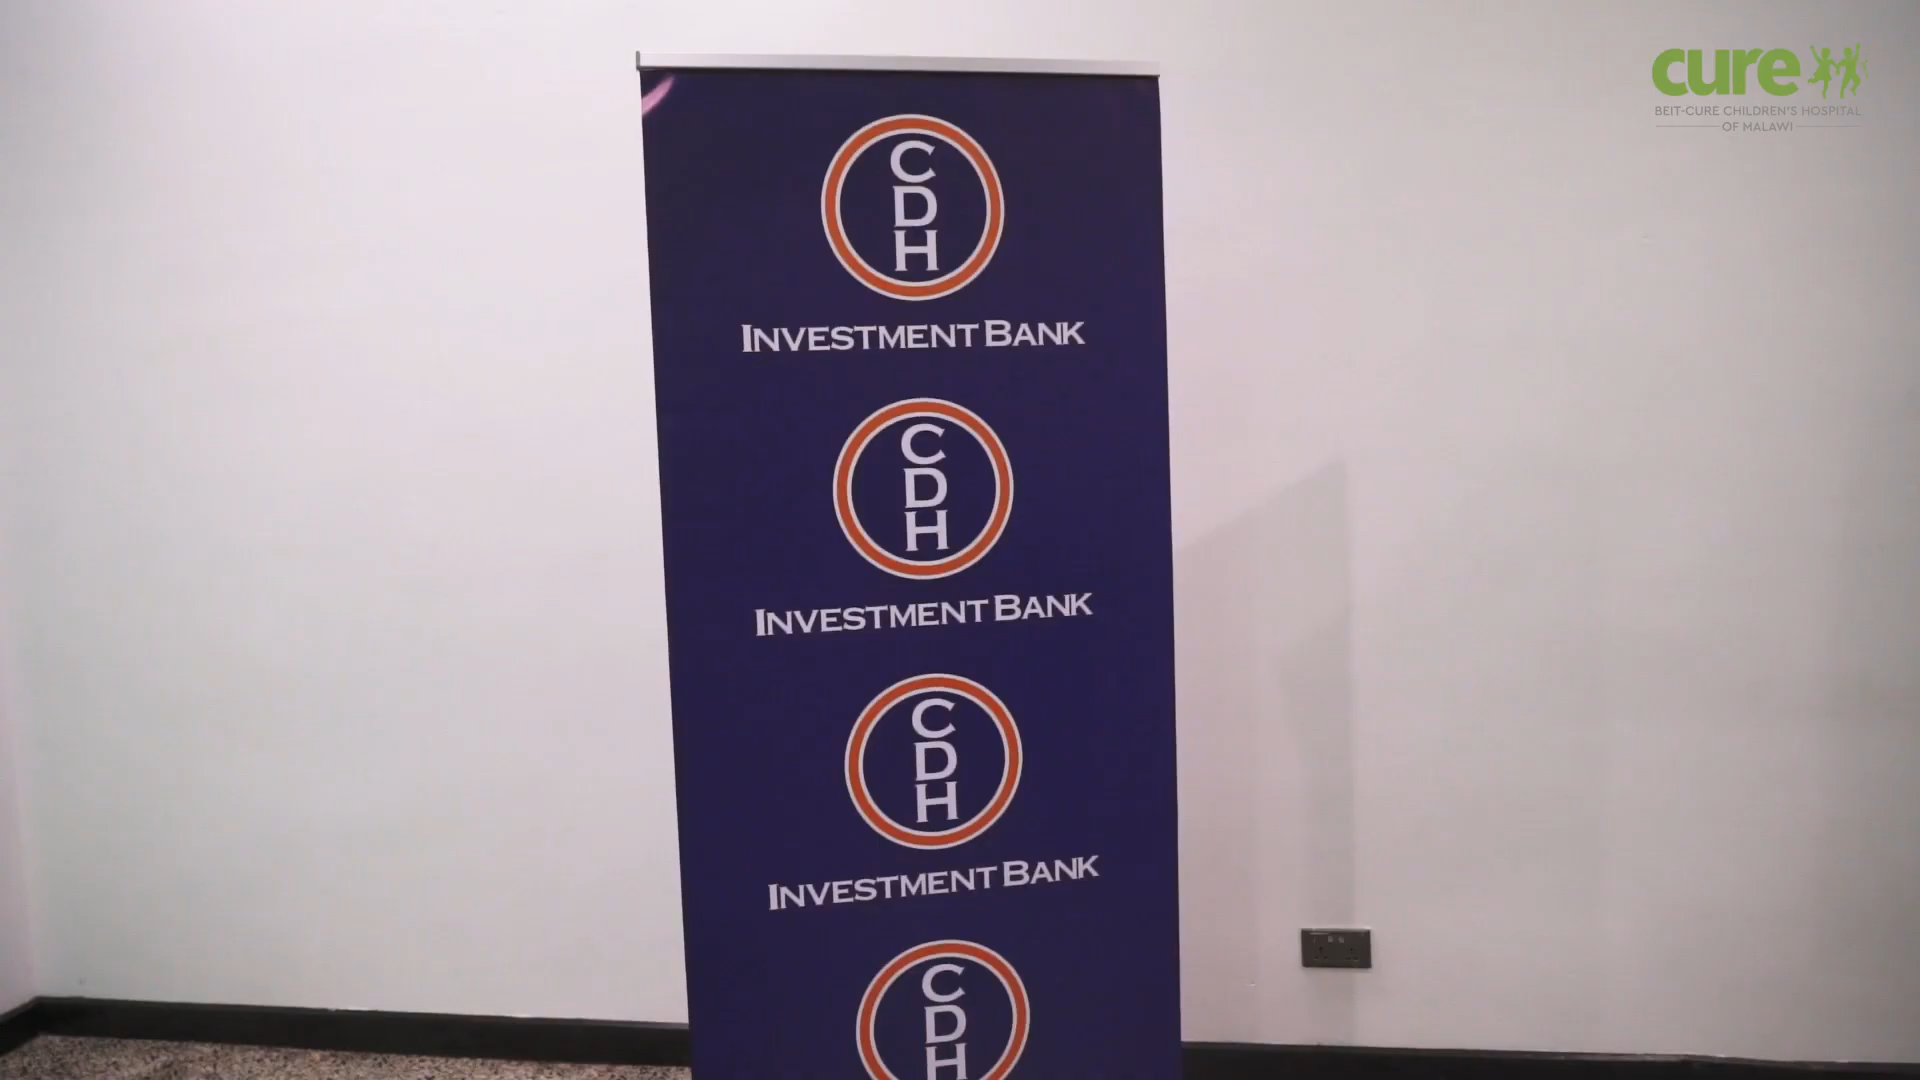 cure
BEIT-CURE CHILDREN'S HOSPITAL
OF MALAWI
C
D
H
INVESTMENT BANK
C
D
H
INVESTMENT BANK
C
D
H
INVESTMENT BANK
C
D
H